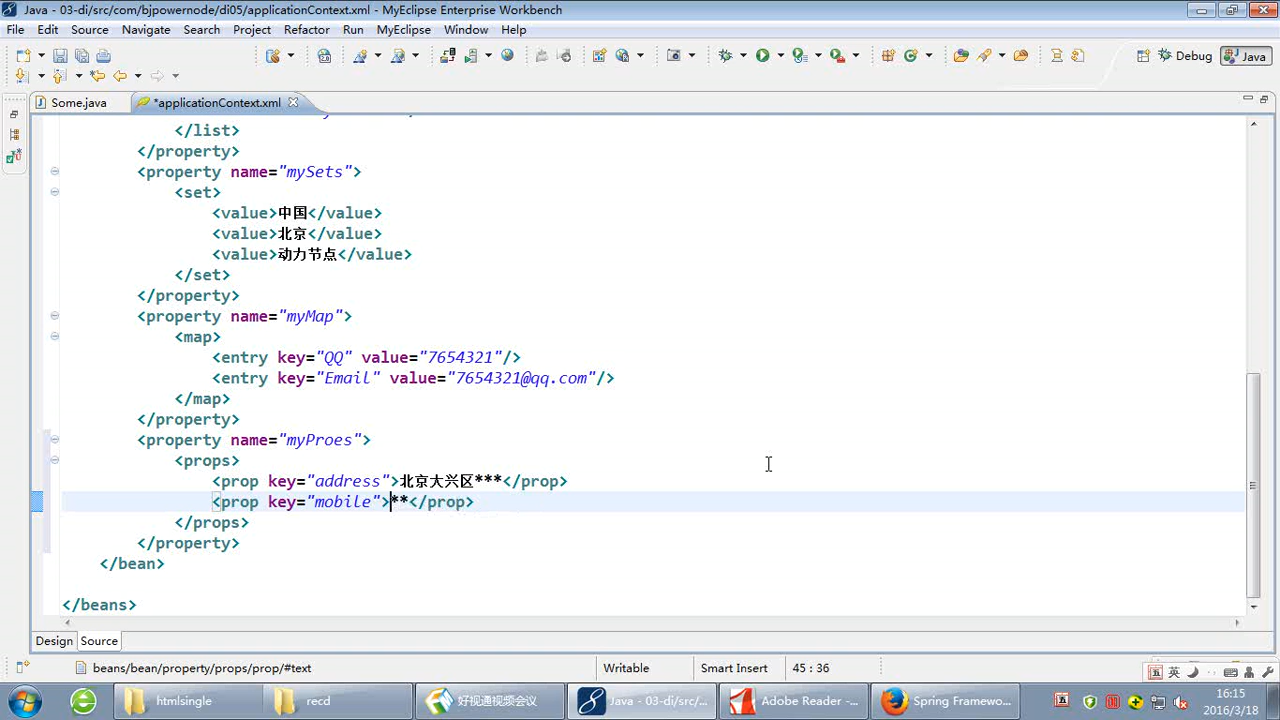 Java - 03-di/src/com/bjpowernode/di05/applicationContext.xml - MyEclipse Enterprise Workbench
File Edit Source Navigate Search Project Refactor Run MyEclipse Window Help
Debug Java
Some.java *applicationContext.xml
</list>
</property>
<property name="mySets">
<set>
<value>中国</value>
<value>北京</value>
<value>动力节点</value>
</set>
</property>
<property name="myMap">
<map>
<entry key="QQ" value="7654321"/>
<entry key="Email" value="7654321@qq.com"/>
</map>
</property>
<property name="myProes">
<props>
<prop key="address">北京大兴区***</prop>
<prop key="mobile">**</prop>
</props>
</property>
</bean>
</beans>
Design Source
beans/bean/property/props/prop/#text Writable Smart Insert 45 : 36
英
htmlsingle recd 好视通视频会议 Java - 03-di/src/... Adobe Reader -... Spring Framewo...
16:15
2016/3/18